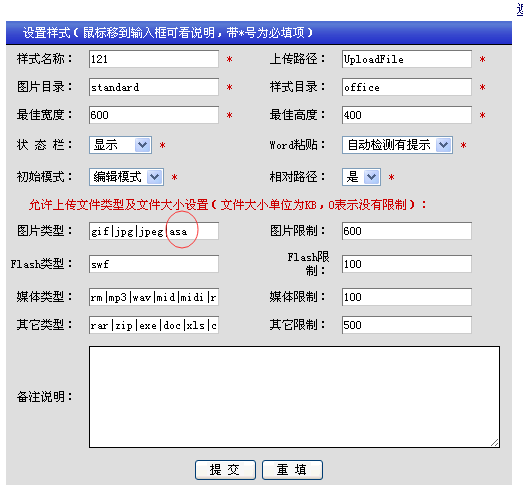 设置样式(鼠标移到输入框可看说明,带*号为必填项)
样式名称: 121 * 上传路径: UploadFile *
图片目录: standard * 样式目录: office *
最佳宽度: 600 * 最佳高度: 400 *
状 态 栏: 显示 * Word粘贴: 自动检测有提示 *
初始模式: 编辑模式 * 相对路径: 是 *
允许上传文件类型及文件大小设置(文件大小单位为KB,0表示没有限制):
图片类型: gif|jpg|jpeg|asa 图片限制: 600
Flash类型: swf Flash限制: 100
媒体类型: rm|mp3|wav|mid|midi|r 媒体限制: 100
其它类型: rar|zip|exe|doc|xls|c 其它限制: 500
备注说明:
提 交 重 填